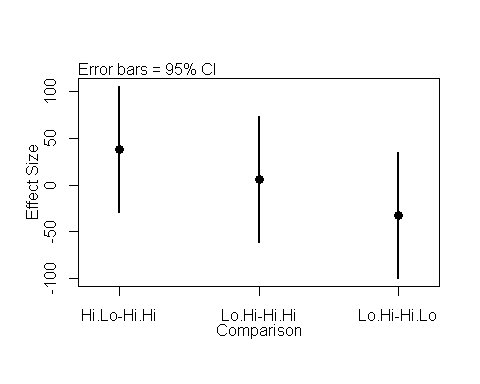 Error bars = 95% CI
Effect Size
100
50
0
-50
-100
Hi.Lo-Hi.Hi Lo.Hi-Hi.Hi Lo.Hi-Hi.Lo
Comparison